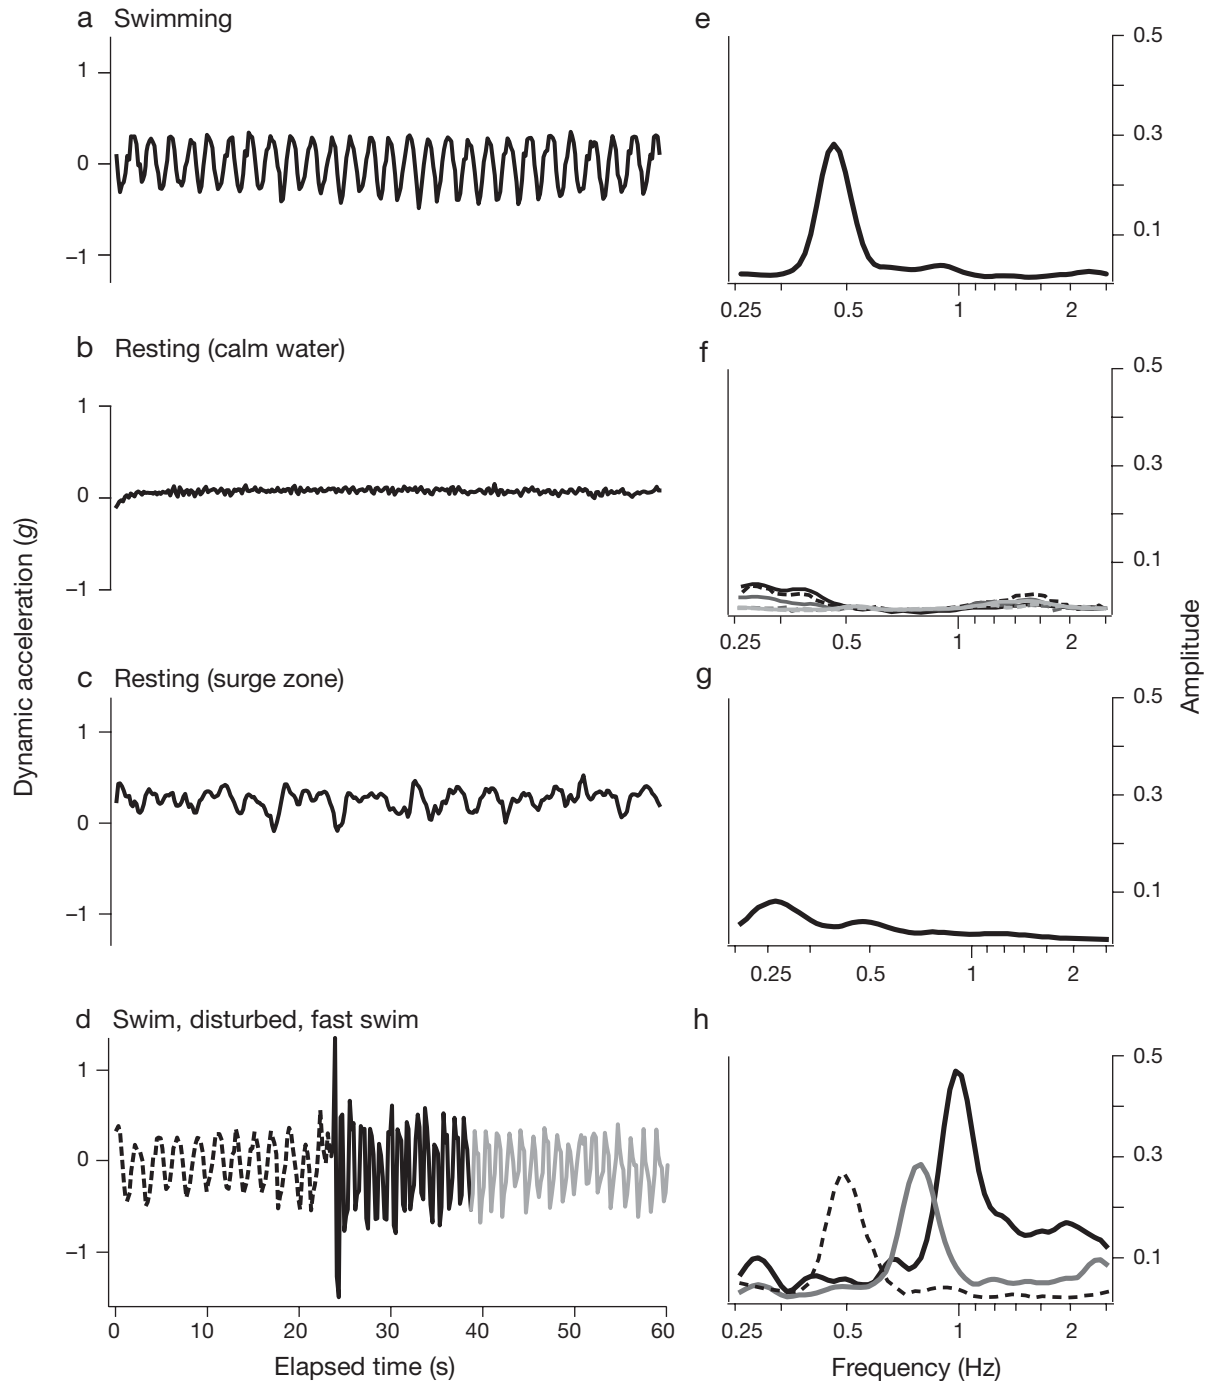 a Swimming
1
0
–1
e
0.5
0.3
0.1
0.25 0.5 1 2
b Resting (calm water)
1
0
–1
f
0.5
0.3
0.1
0.25 0.5 1 2
c Resting (surge zone)
1
0
–1
g
0.5
0.3
0.1
0.25 0.5 1 2
d Swim, disturbed, fast swim
1
0
–1
0 10 20 30 40 50 60
Elapsed time (s)
h
0.5
0.3
0.1
0.25 0.5 1 2
Frequency (Hz)
Dynamic acceleration (g)
Amplitude